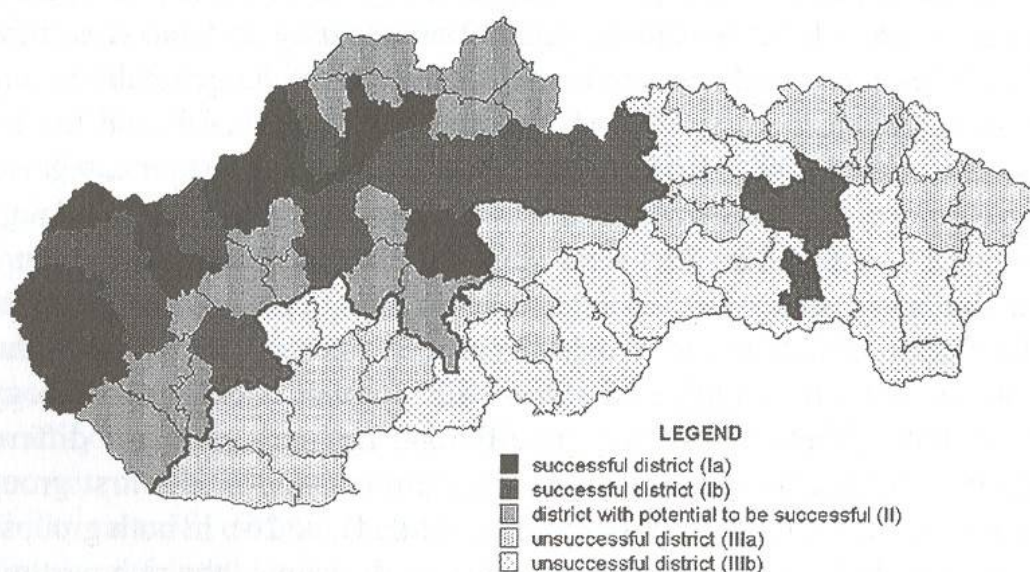 LEGEND
successful district (Ia)
successful district (Ib)
district with potential to be successful (II)
unsuccessful district (IIIa)
unsuccessful district (IIIb)